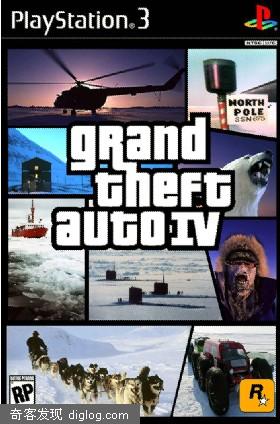 PlayStation 3
NORTH
POLE
grand
theft
auto IV
RP
R
奇客发现 diglog.com